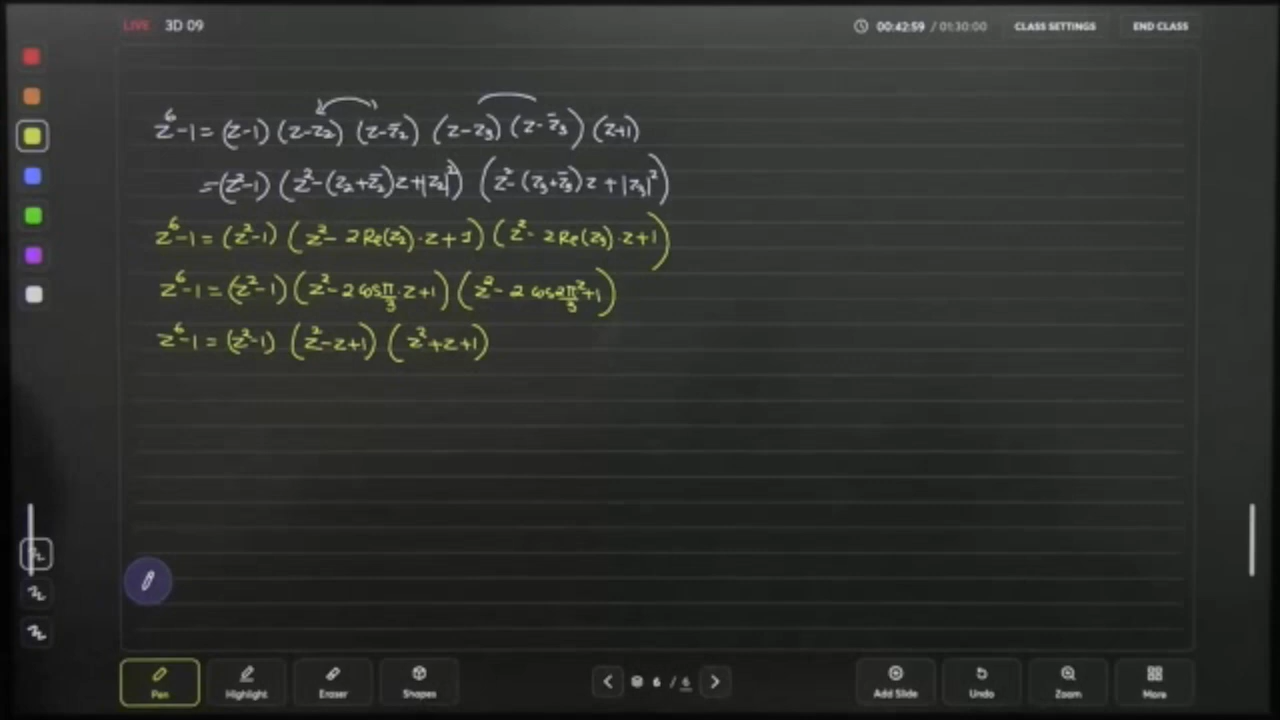 LIVE 3D 09 00:42:59 / 01:30:00 CLASS SETTINGS END CLASS
z⁶-1 = (z-1) (z-z₂) (z-z̄₂) (z-z₃) (z-z̄₃) (z+1)
= (z²-1) (z²-(z₂+z̄₂)z+|z₂|²) (z²-(z₃+z̄₃)z+|z₃|²)
z⁶-1 = (z²-1) (z²-2Re(z₂)·z+1) (z²-2Re(z₃)·z+1)
z⁶-1 = (z²-1) (z²-2cos π/3·z+1) (z²-2cos 2π/3 z+1)
z⁶-1 = (z²-1) (z²-z+1) (z²+z+1)
Pen Highlight Eraser Shapes 6 / 6 Add Slide Undo Zoom More